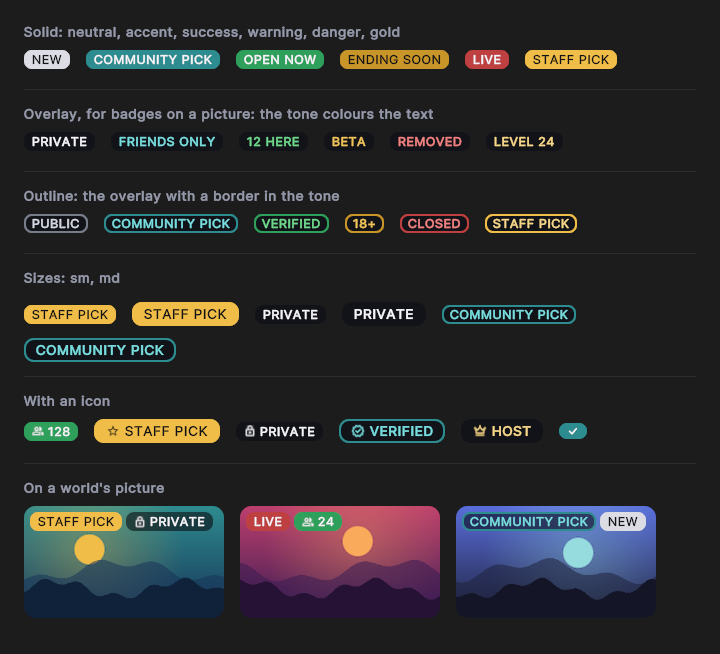 Solid: neutral, accent, success, warning, danger, gold
NEW COMMUNITY PICK OPEN NOW ENDING SOON LIVE STAFF PICK
Overlay, for badges on a picture: the tone colours the text
PRIVATE FRIENDS ONLY 12 HERE BETA REMOVED LEVEL 24
Outline: the overlay with a border in the tone
PUBLIC COMMUNITY PICK VERIFIED 18+ CLOSED STAFF PICK
Sizes: sm, md
STAFF PICK STAFF PICK PRIVATE PRIVATE COMMUNITY PICK
COMMUNITY PICK
With an icon
128 STAFF PICK PRIVATE VERIFIED HOST
On a world's picture
STAFF PICK PRIVATE LIVE 24 COMMUNITY PICK NEW